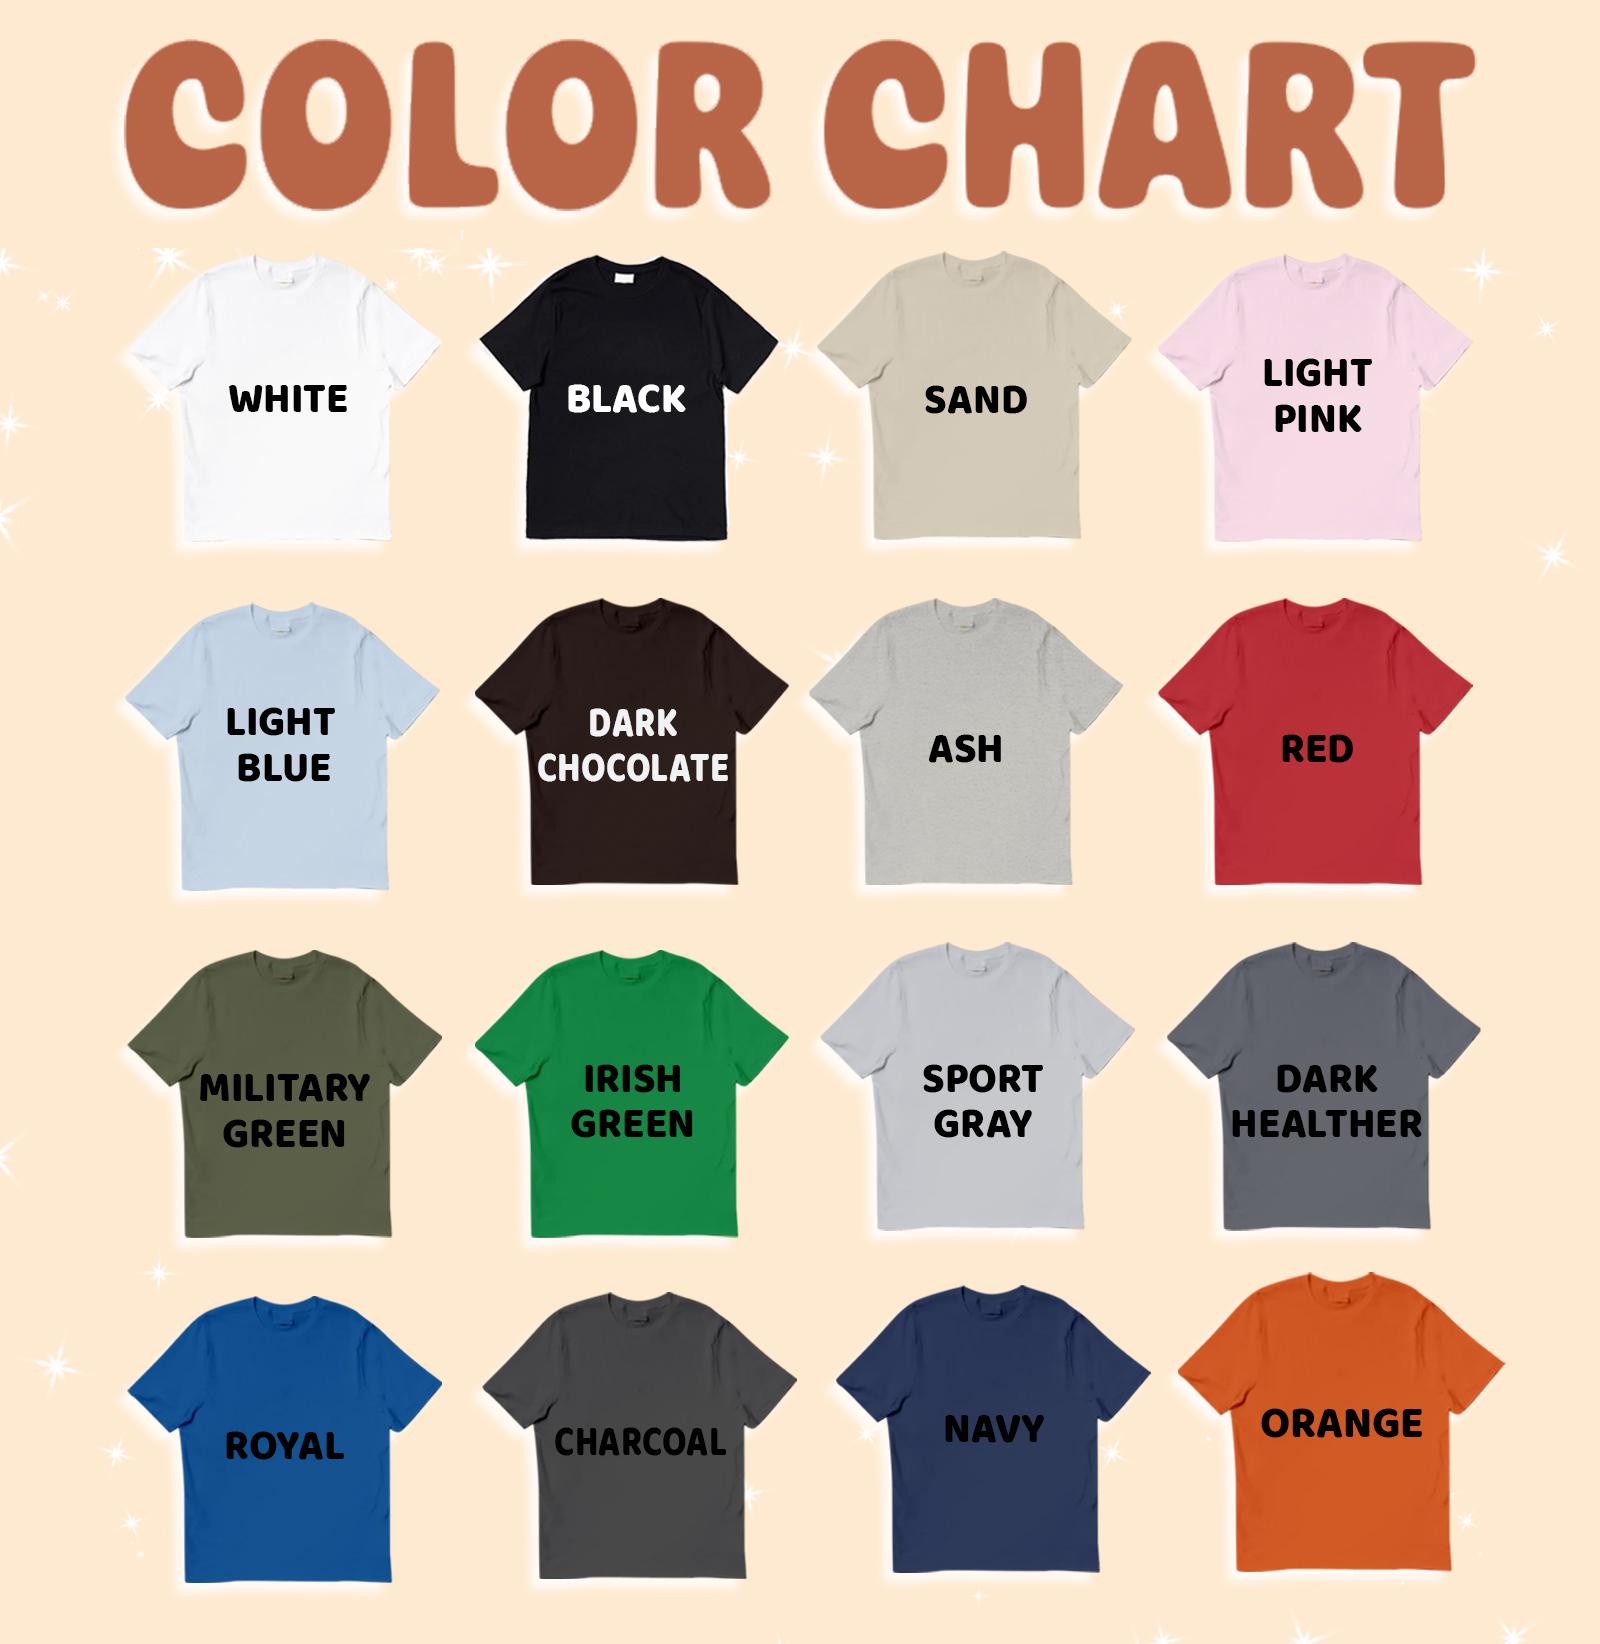 COLOR CHART
WHITE
BLACK
SAND
LIGHT
PINK
LIGHT
BLUE
DARK
CHOCOLATE
ASH
RED
MILITARY
GREEN
IRISH
GREEN
SPORT
GRAY
DARK
HEALTHER
ROYAL
CHARCOAL
NAVY
ORANGE